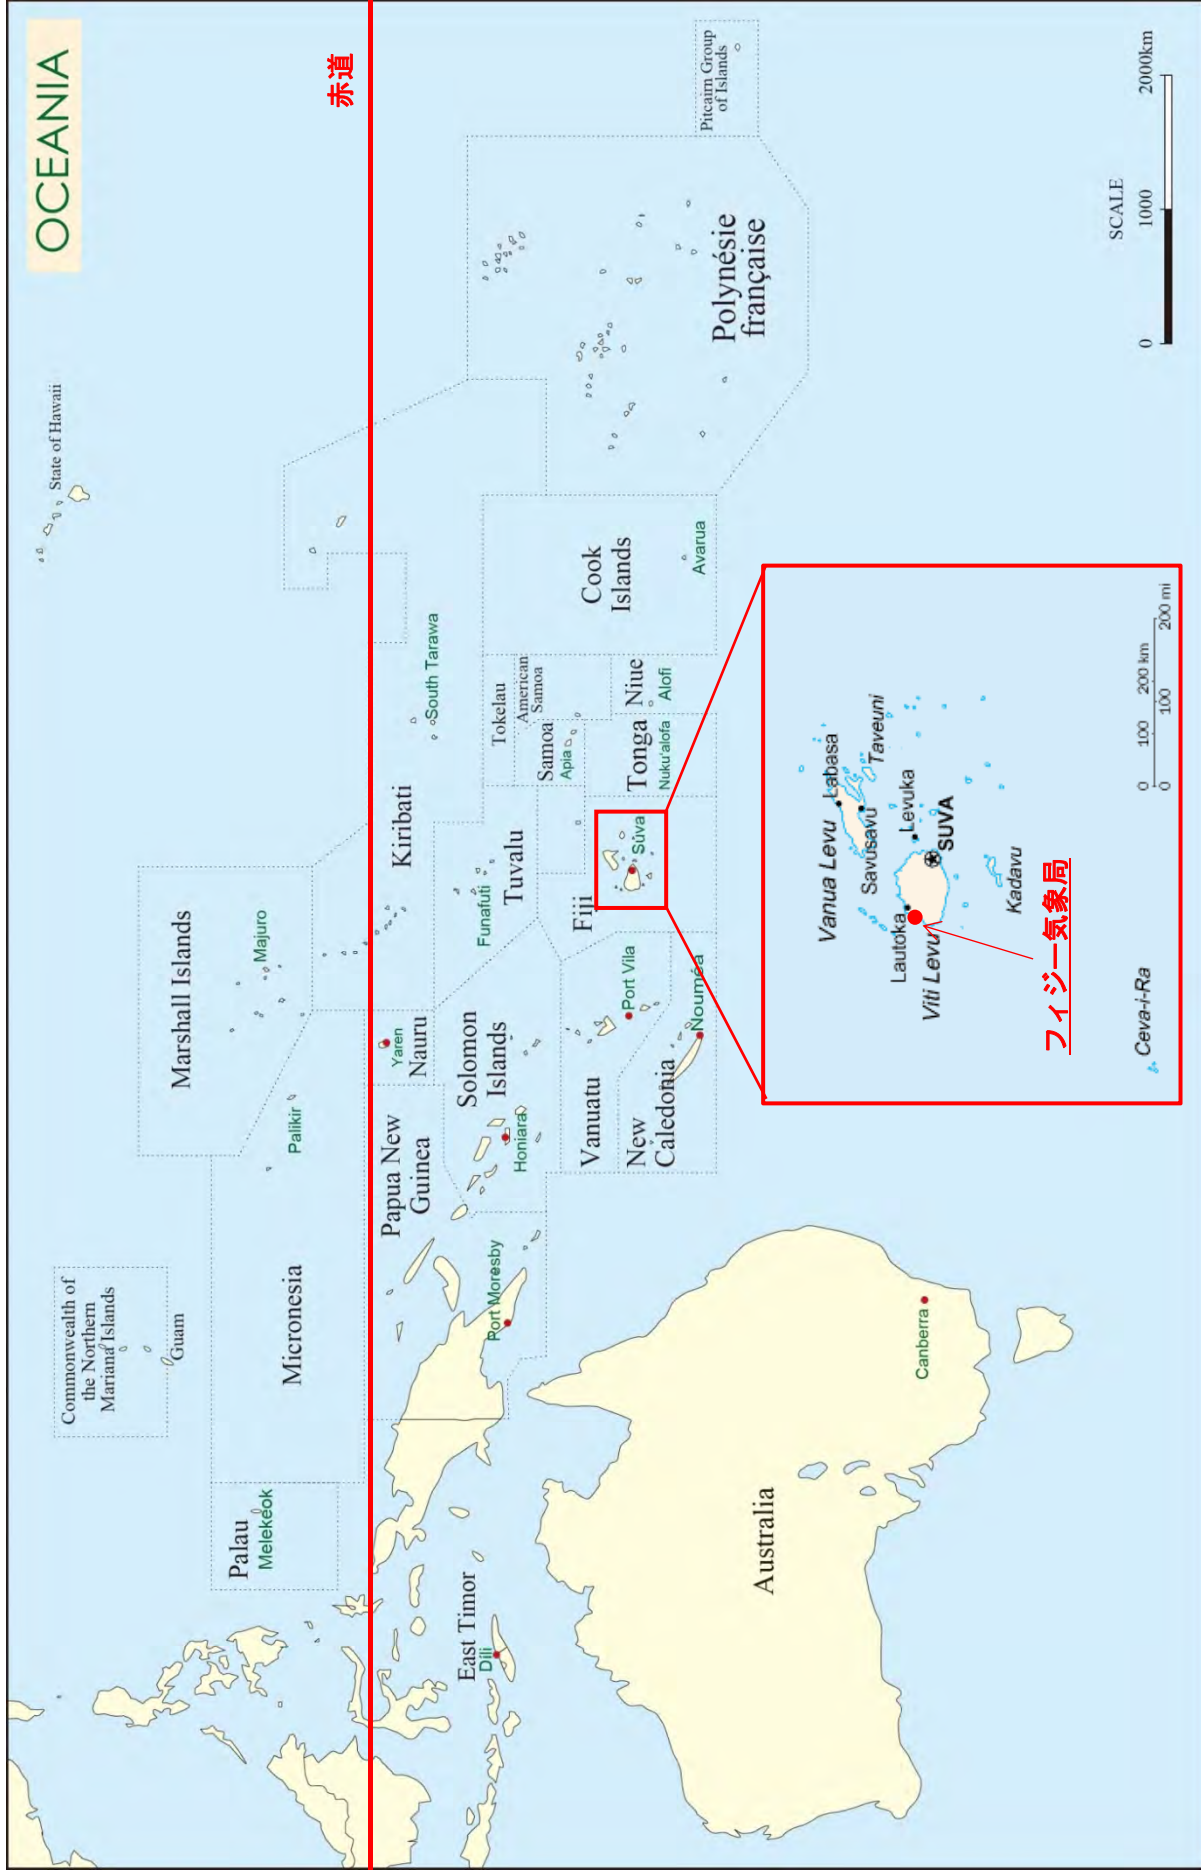 OCEANIA
赤道
State of Hawaii
Commonwealth of
the Northern
Mariana Islands
Guam
Marshall Islands
Majuro
Palau
Melekeok
Micronesia
Palikir
Kiribati
South Tarawa
Yaren
Nauru
Papua New
Guinea
Port Moresby
Solomon
Islands
Honiara
Tuvalu
Funafuti
Tokelau
American
Samoa
Samoa
Apia
Cook
Islands
Avarua
Niue
Alofi
Tonga
Nuku'alofa
Fiji
Suva
Vanuatu
Port Vila
New
Caledonia
Nouméa
Polynésie
française
Pitcairn Group
of Islands
East Timor
Dili
Australia
Canberra
SCALE
0
1000
2000km
Vanua Levu
Labasa
Savusavu
Taveuni
Lautoka
Levuka
Viti Levu
SUVA
Kadavu
フィジー気象局
Ceva-i-Ra
0 100 200 km
0 100 200 mi